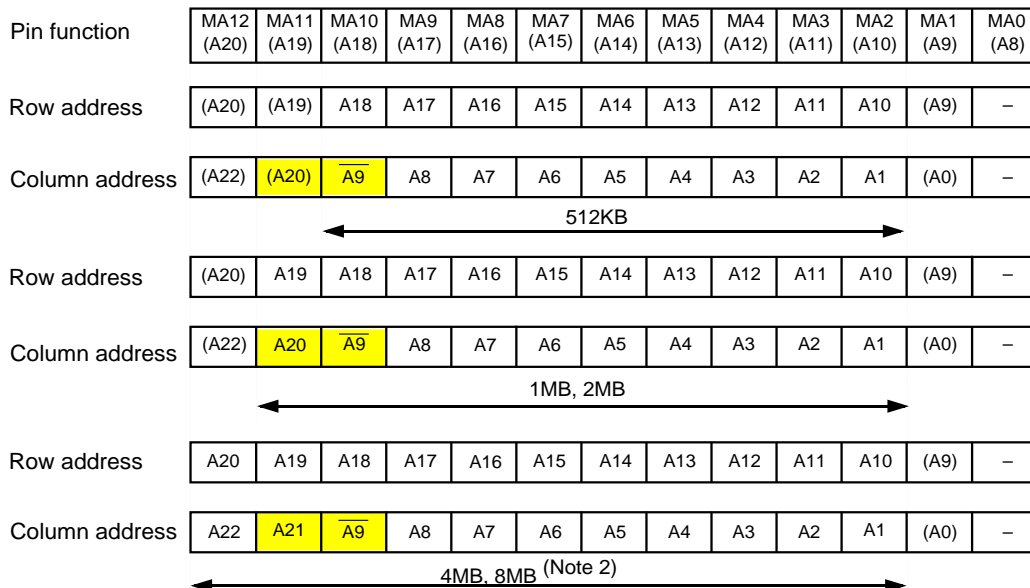 Pin function MA12 MA11 MA10 MA9 MA8 MA7 MA6 MA5 MA4 MA3 MA2 MA1 MA0
(A20) (A19) (A18) (A17) (A16) (A15) (A14) (A13) (A12) (A11) (A10) (A9) (A8)
Row address (A20) (A19) A18 A17 A16 A15 A14 A13 A12 A11 A10 (A9) –
Column address (A22) (A20) A̅9̅ A8 A7 A6 A5 A4 A3 A2 A1 (A0) –
512KB
Row address (A20) A19 A18 A17 A16 A15 A14 A13 A12 A11 A10 (A9) –
Column address (A22) A20 A̅9̅ A8 A7 A6 A5 A4 A3 A2 A1 (A0) –
1MB, 2MB
Row address A20 A19 A18 A17 A16 A15 A14 A13 A12 A11 A10 (A9) –
Column address A22 A21 A̅9̅ A8 A7 A6 A5 A4 A3 A2 A1 (A0) –
4MB, 8MB (Note 2)